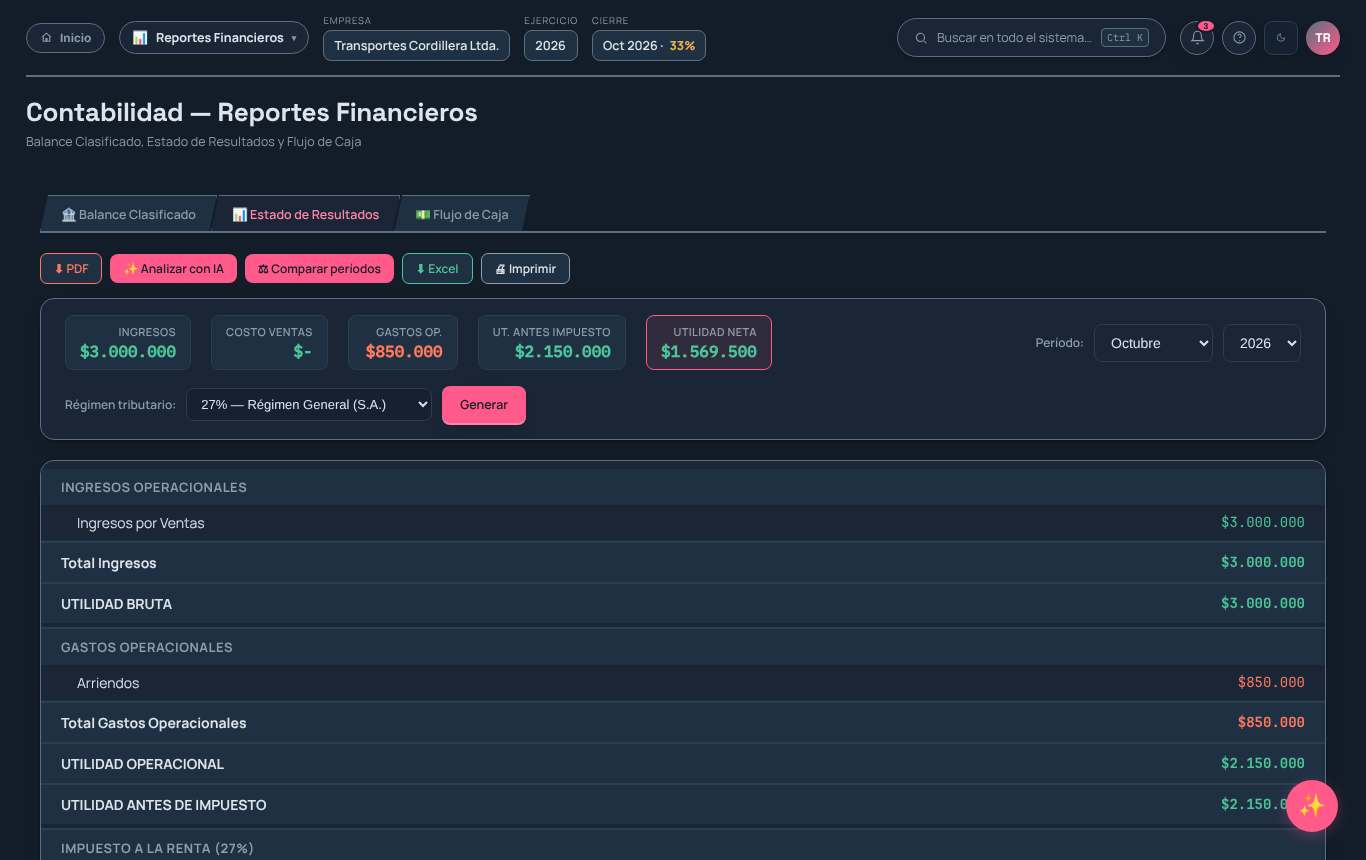 Inicio
Reportes Financieros
EMPRESA
Transportes Cordillera Ltda.
EJERCICIO
2026
CIERRE
Oct 2026 · 33%
Buscar en todo el sistema... Ctrl K
3
TR
Contabilidad — Reportes Financieros
Balance Clasificado, Estado de Resultados y Flujo de Caja
Balance Clasificado
Estado de Resultados
Flujo de Caja
PDF
Analizar con IA
Comparar periodos
Excel
Imprimir
INGRESOS
$3.000.000
COSTO VENTAS
$-
GASTOS OP.
$850.000
UT. ANTES IMPUESTO
$2.150.000
UTILIDAD NETA
$1.569.500
Periodo: Octubre 2026
Régimen tributario: 27% — Régimen General (S.A.) Generar
INGRESOS OPERACIONALES
Ingresos por Ventas $3.000.000
Total Ingresos $3.000.000
UTILIDAD BRUTA $3.000.000
GASTOS OPERACIONALES
Arriendos $850.000
Total Gastos Operacionales $850.000
UTILIDAD OPERACIONAL $2.150.000
UTILIDAD ANTES DE IMPUESTO $2.150.0
IMPUESTO A LA RENTA (27%)